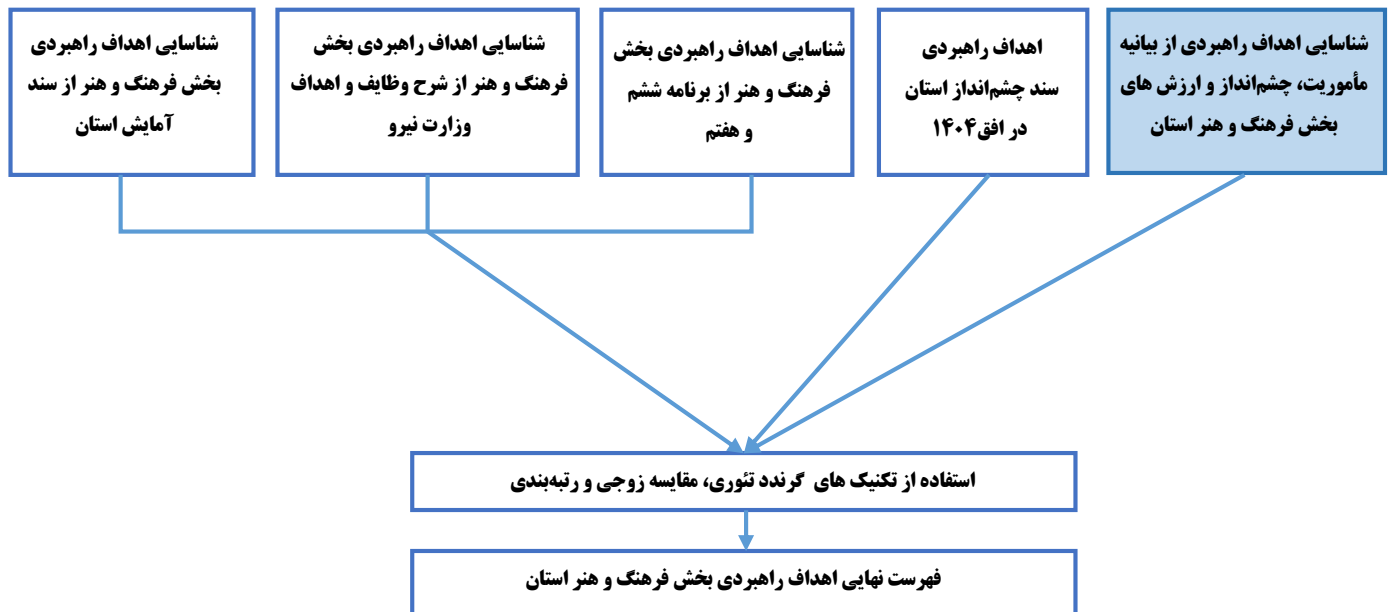 شناسایی اهداف راهبردی از بیانیه
مأموریت، چشم‌انداز و ارزش های
بخش فرهنگ و هنر استان
اهداف راهبردی
سند چشم‌انداز استان
در افق۱۴۰۴
شناسایی اهداف راهبردی بخش
فرهنگ و هنر از برنامه ششم
و هفتم
شناسایی اهداف راهبردی بخش
فرهنگ و هنر از شرح وظایف و اهداف
وزارت نیرو
شناسایی اهداف راهبردی
بخش فرهنگ و هنر از سند
آمایش استان
استفاده از تکنیک های گرندد تئوری، مقایسه زوجی و رتبه‌بندی
فهرست نهایی اهداف راهبردی بخش فرهنگ و هنر استان